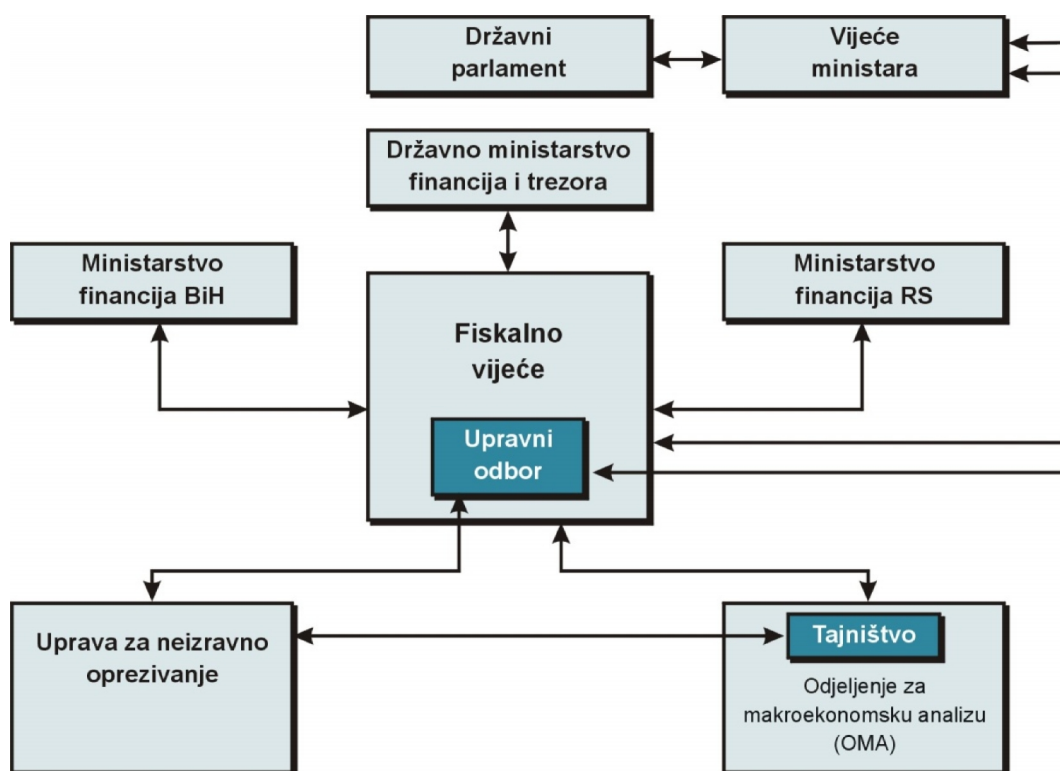 Državni
parlament
Vijeće
ministara
Državno ministarstvo
financija i trezora
Ministarstvo
financija BiH
Ministarstvo
financija RS
Fiskalno
vijeće
Upravni
odbor
Uprava za neizravno
oprezivanje
Tajništvo
Odjeljenje za
makroekonomsku analizu
(OMA)